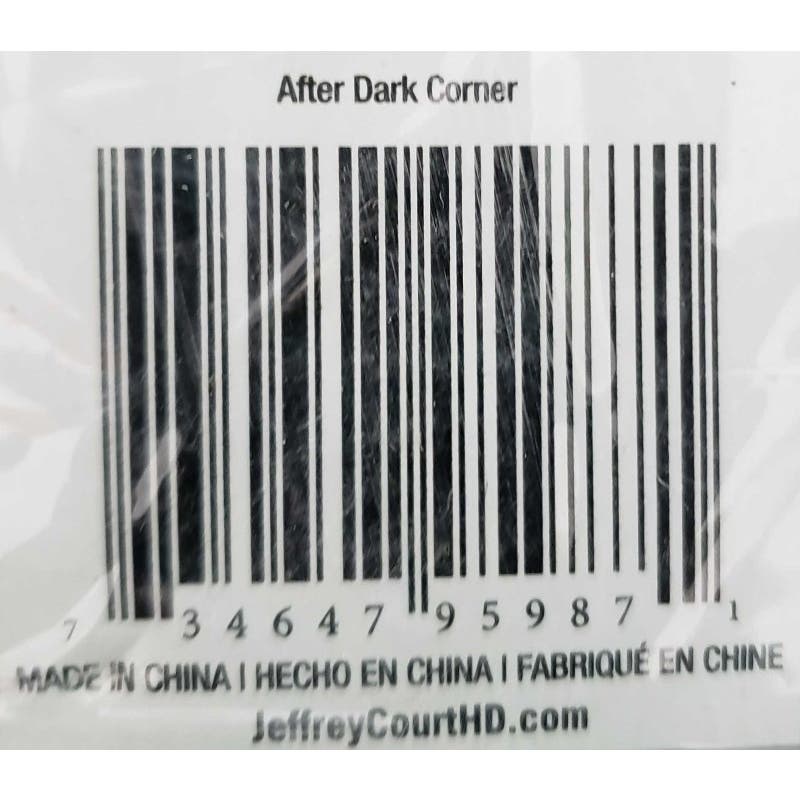 After Dark Corner
7 34647 95987 1
MADE IN CHINA | HECHO EN CHINA | FABRIQUÉ EN CHINE
JeffreyCourtHD.com